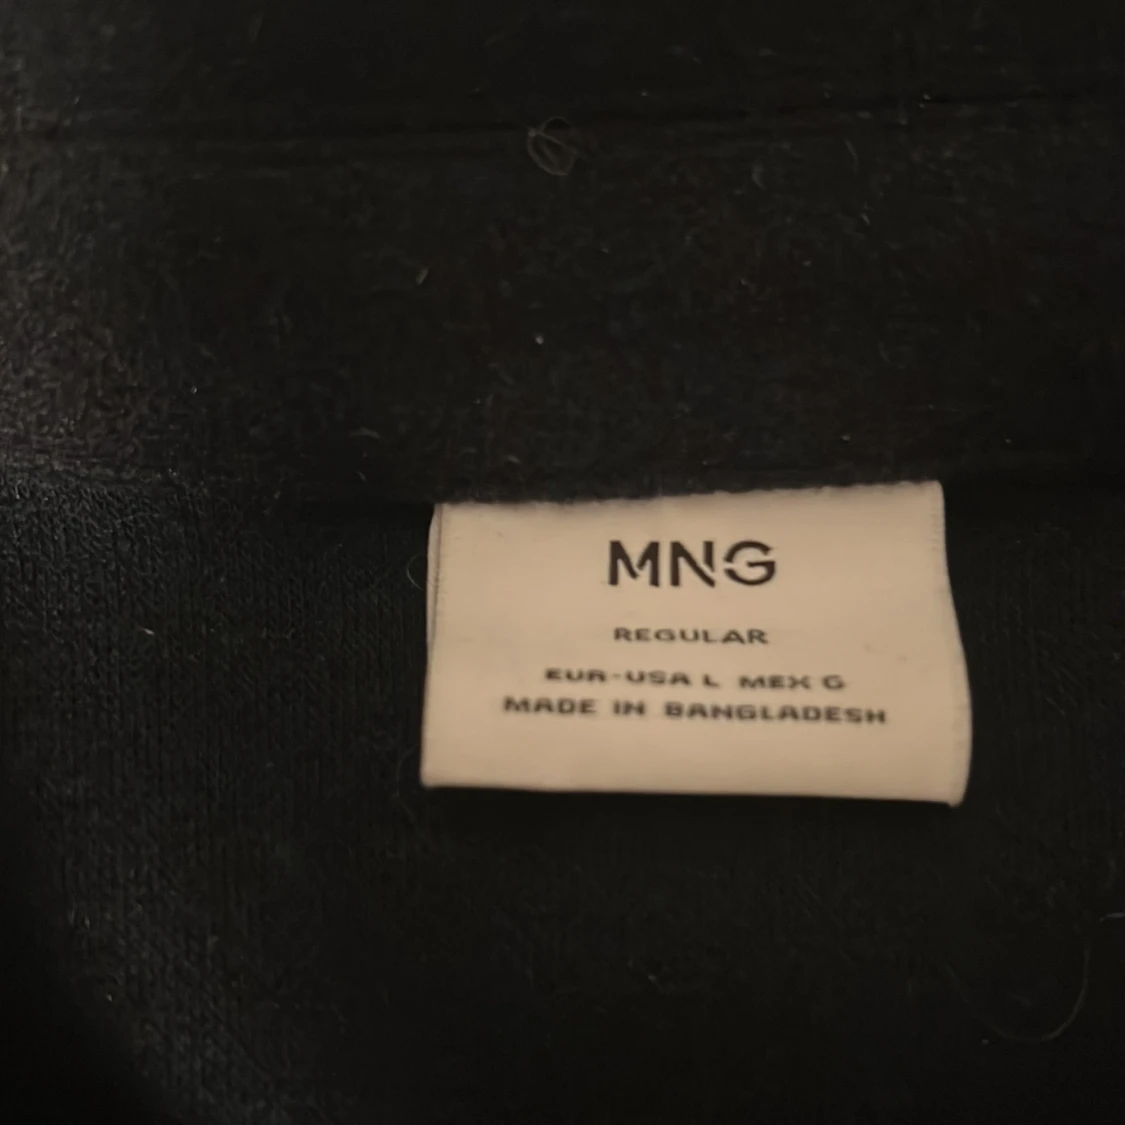 MNG
REGULAR
EUR-USA L MEX G
MADE IN BANGLADESH